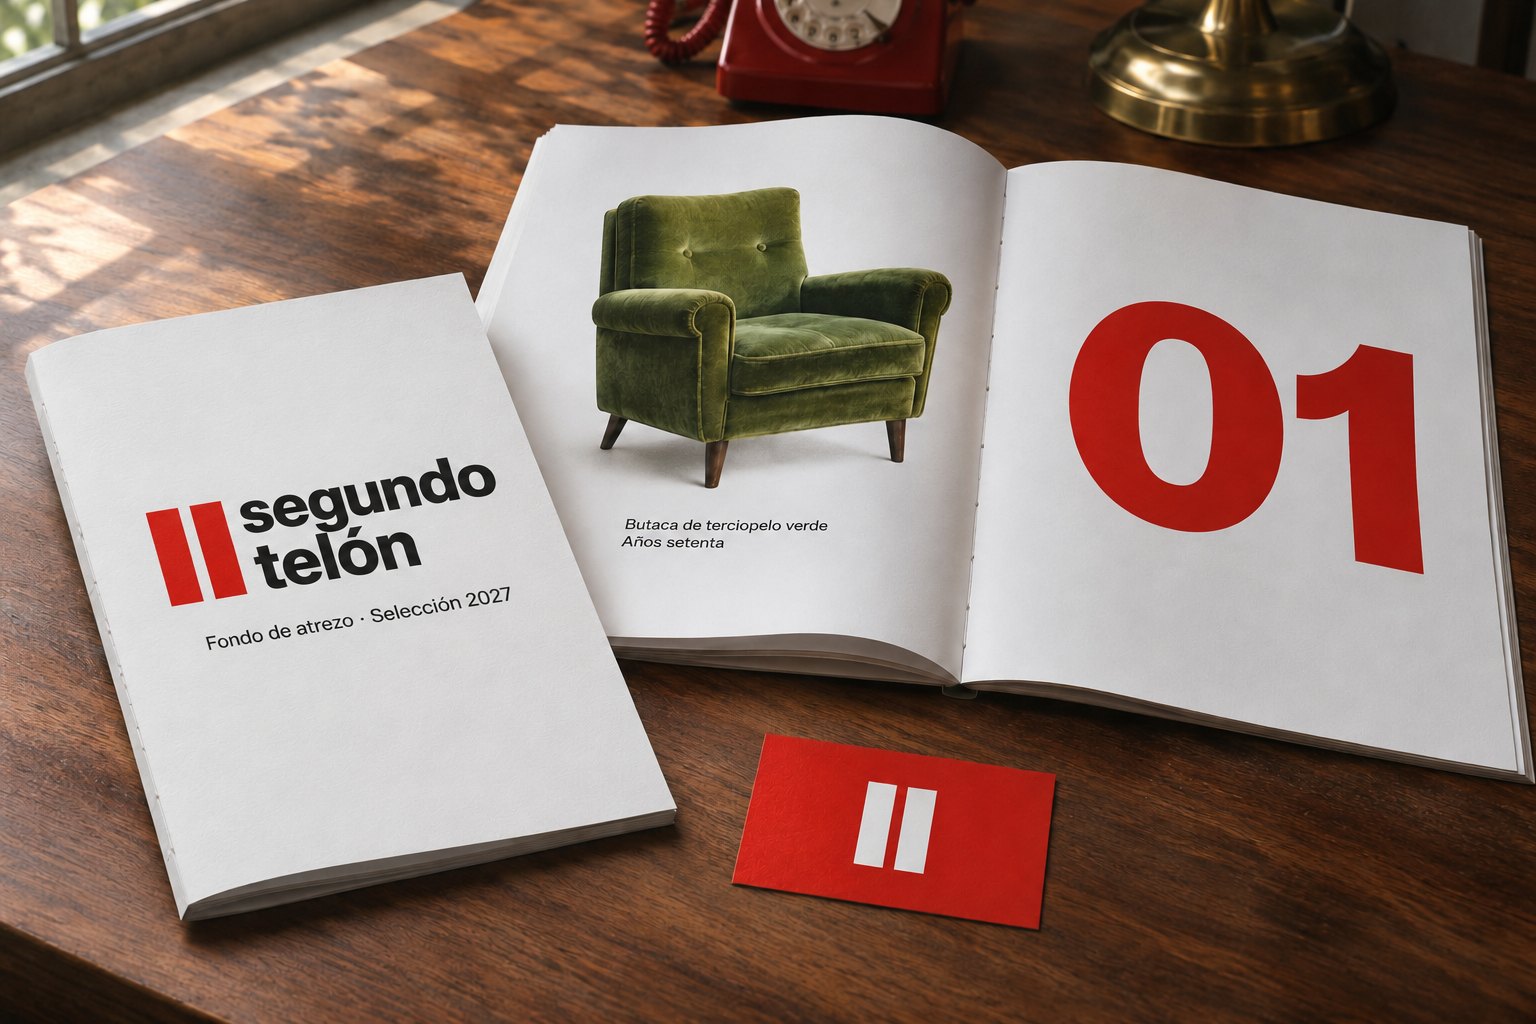 segundo
telón
Fondo de atrezo · Selección 2027
Butaca de terciopelo verde
Años setenta
01